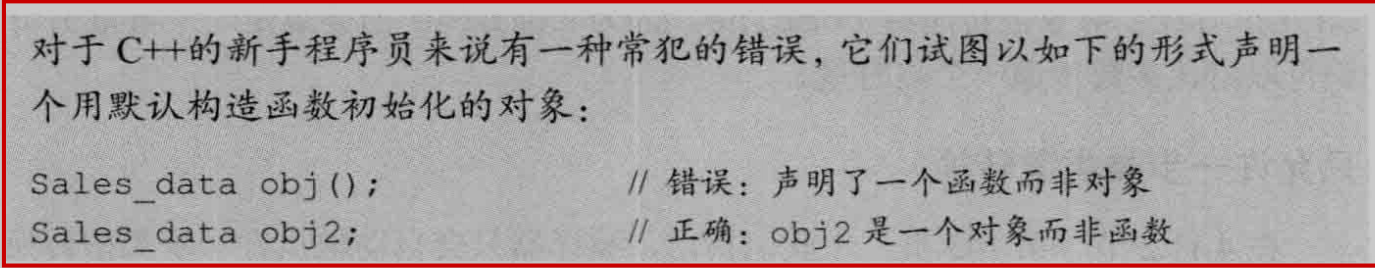 对于 C++的新手程序员来说有一种常犯的错误，它们试图以如下的形式声明一
个用默认构造函数初始化的对象：
Sales_data obj(); // 错误：声明了一个函数而非对象
Sales_data obj2; // 正确：obj2 是一个对象而非函数